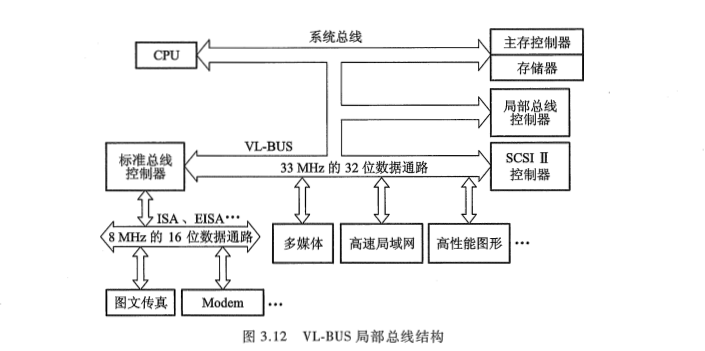 系统总线
CPU
主存控制器
存储器
局部总线
控制器
VL-BUS
标准总线
控制器
33 MHz 的 32 位数据通路
SCSI Ⅱ
控制器
ISA 、EISA…
8 MHz 的 16 位数据通路
多媒体
高速局域网
高性能图形
…
图文传真
Modem
…
图 3.12 VL-BUS 局部总线结构